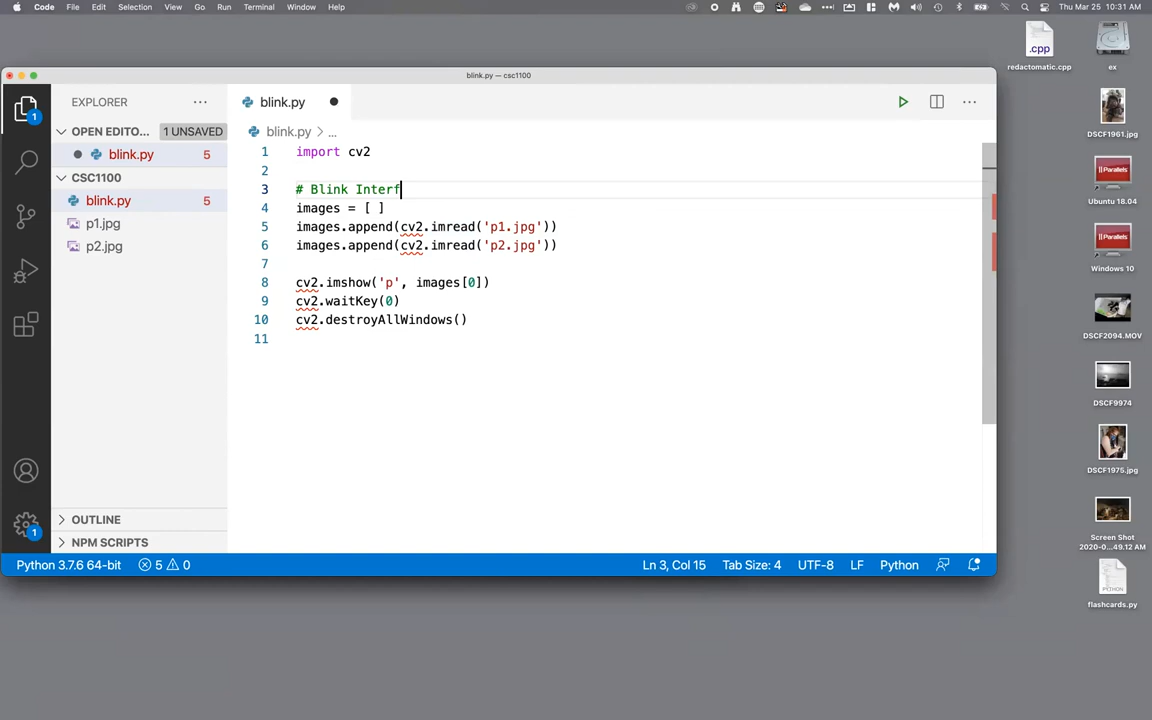 Code File Edit Selection View Go Run Terminal Window Help Thu Mar 25 10:31 AM
.cpp
redactomatic.cpp
ex
blink.py — csc1100
EXPLORER
blink.py
OPEN EDITO... 1 UNSAVED
blink.py 5
CSC1100
blink.py 5
p1.jpg
p2.jpg
1
1
OUTLINE
NPM SCRIPTS
blink.py > ...
1 import cv2
2
3 # Blink Interf
4 images = [ ]
5 images.append(cv2.imread('p1.jpg'))
6 images.append(cv2.imread('p2.jpg'))
7
8 cv2.imshow('p', images[0])
9 cv2.waitKey(0)
10 cv2.destroyAllWindows()
11
Python 3.7.6 64-bit 5 0 Ln 3, Col 15 Tab Size: 4 UTF-8 LF Python
DSCF1961.jpg
Parallels
Ubuntu 18.04
Parallels
Windows 10
DSCF2094.MOV
DSCF9974
DSCF1975.jpg
Screen Shot
2020-0...49.12 AM
PYTHON
flashcards.py